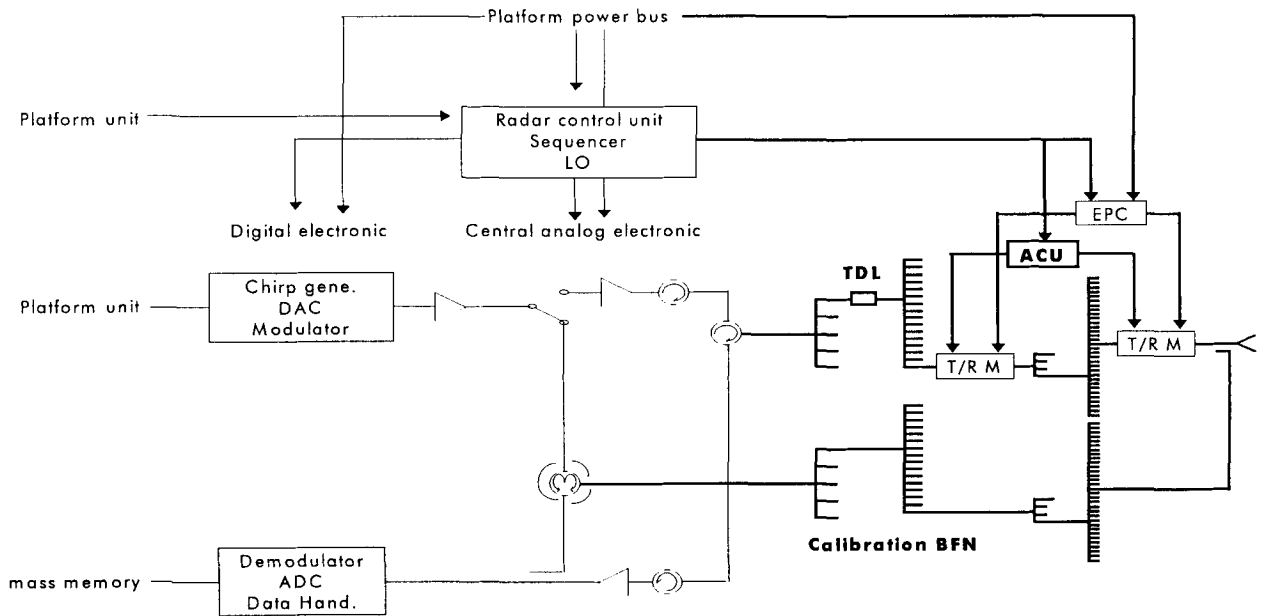 Platform power bus
Platform unit
Radar control unit
Sequencer
LO
EPC
Digital electronic
Central analog electronic
ACU
TDL
Platform unit
Chirp gene.
DAC
Modulator
T/R M
T/R M
Calibration BFN
mass memory
Demodulator
ADC
Data Hand.